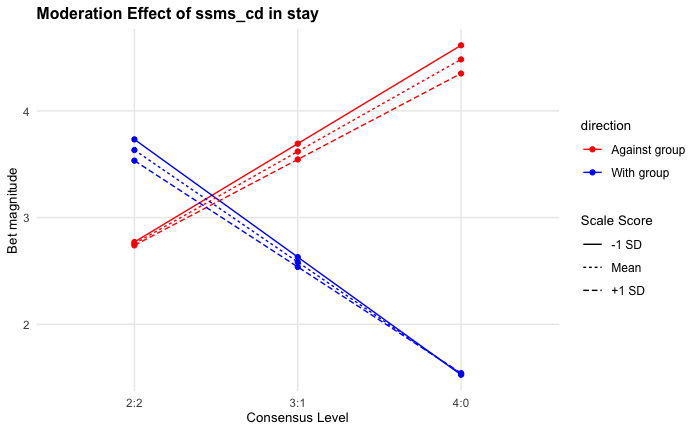 Moderation Effect of ssms_cd in stay
Bet magnitude
4
3
2
2:2
3:1
4:0
Consensus Level
direction
Against group
With group
Scale Score
-1 SD
Mean
+1 SD